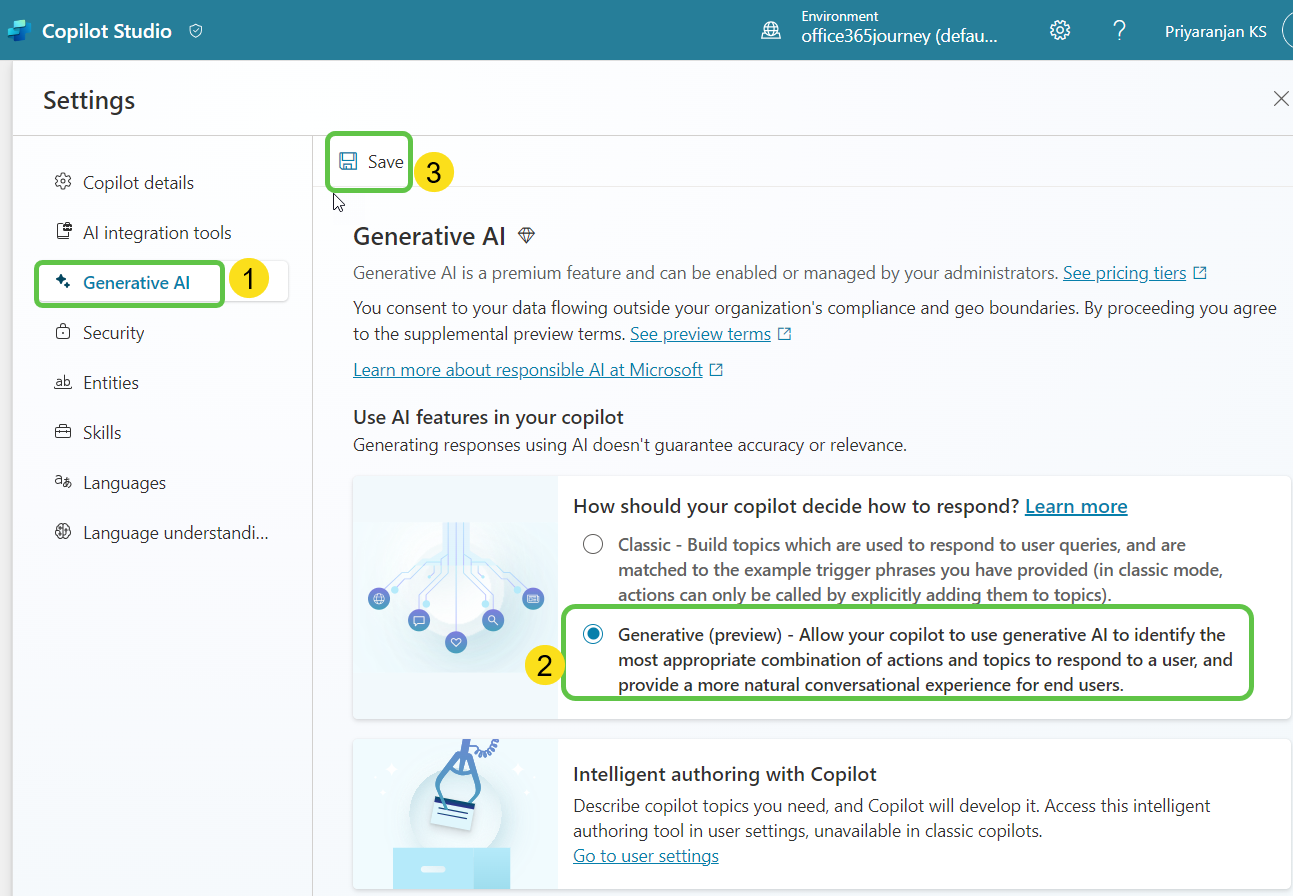 Copilot Studio
Environment
office365journey (defau...
?
Priyaranjan KS
Settings
Copilot details
AI integration tools
Generative AI
1
Security
Entities
Skills
Languages
Language understandi...
Save
3
Generative AI
Generative AI is a premium feature and can be enabled or managed by your administrators. See pricing tiers
You consent to your data flowing outside your organization's compliance and geo boundaries. By proceeding you agree
to the supplemental preview terms. See preview terms
Learn more about responsible AI at Microsoft
Use AI features in your copilot
Generating responses using AI doesn't guarantee accuracy or relevance.
How should your copilot decide how to respond? Learn more
Classic - Build topics which are used to respond to user queries, and are
matched to the example trigger phrases you have provided (in classic mode,
actions can only be called by explicitly adding them to topics).
2
Generative (preview) - Allow your copilot to use generative AI to identify the
most appropriate combination of actions and topics to respond to a user, and
provide a more natural conversational experience for end users.
Intelligent authoring with Copilot
Describe copilot topics you need, and Copilot will develop it. Access this intelligent
authoring tool in user settings, unavailable in classic copilots.
Go to user settings